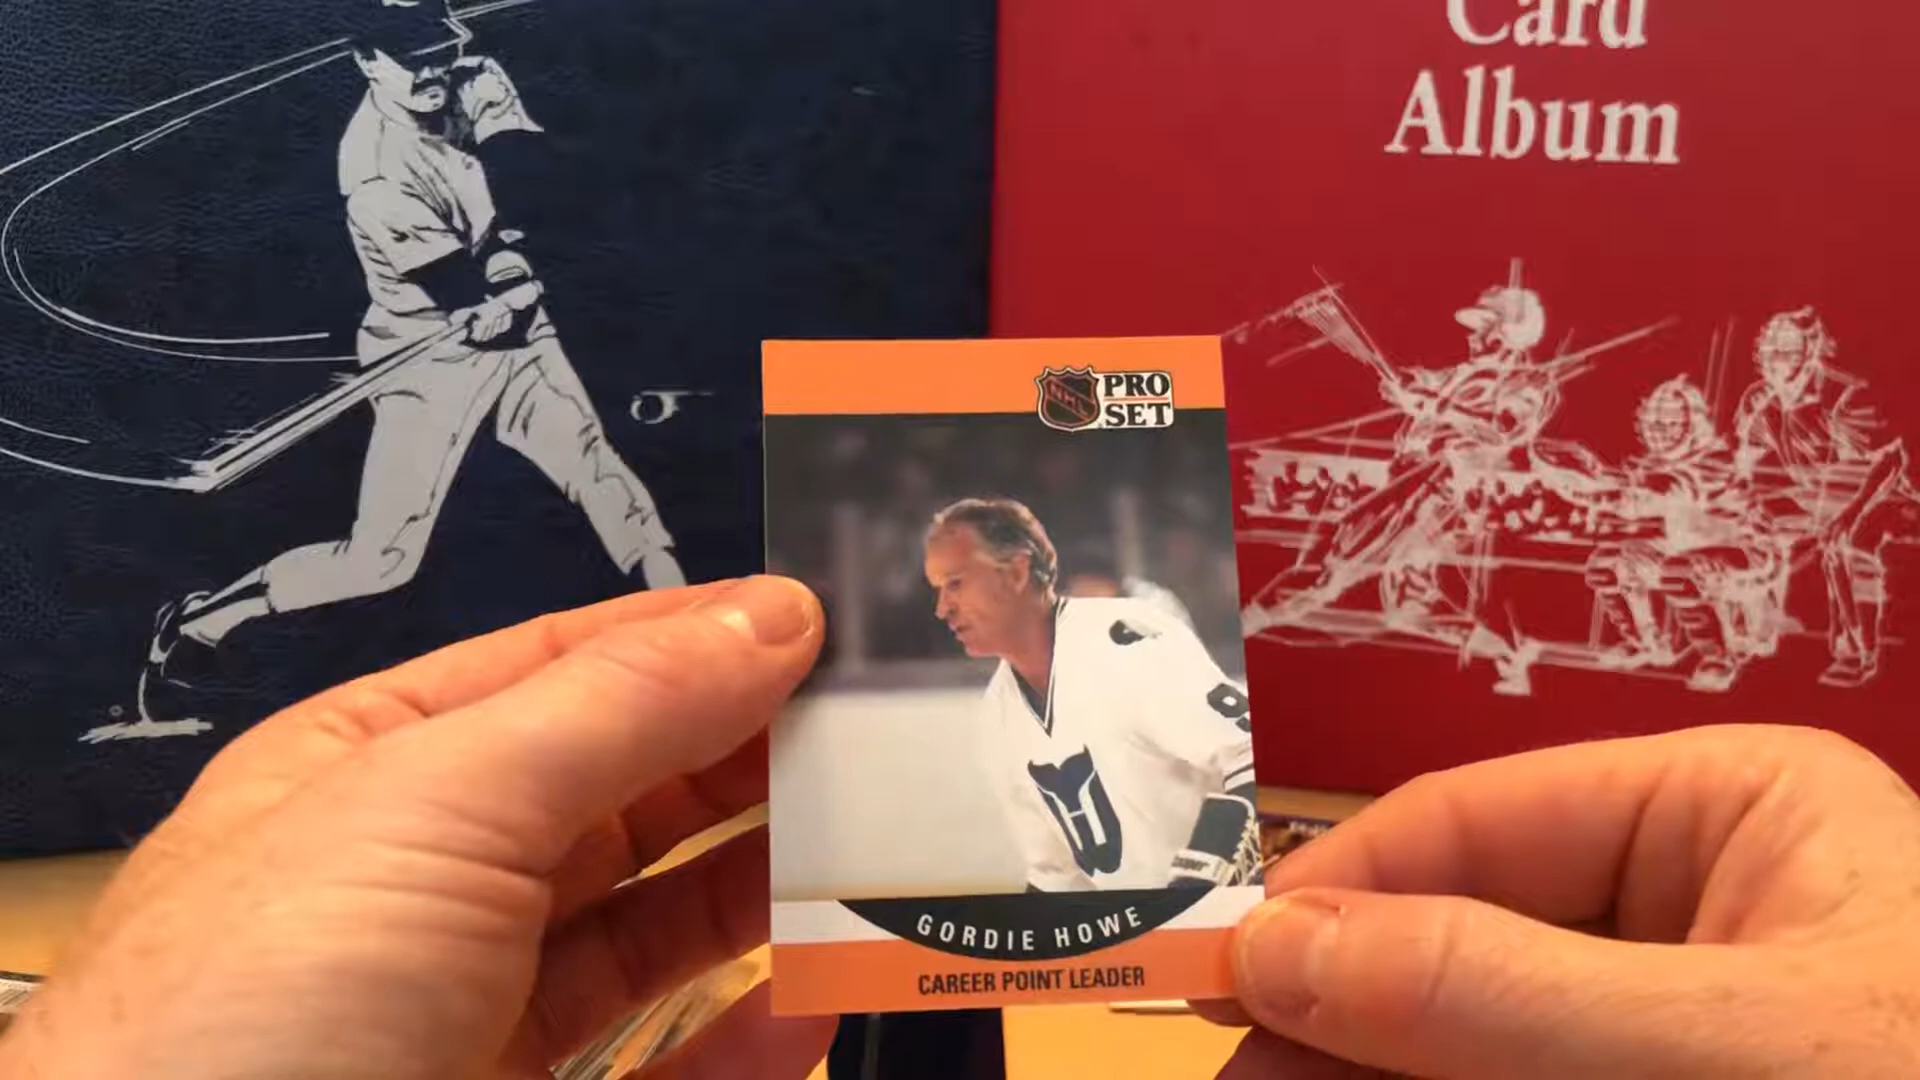 Card
Album
NHL
PRO
SET
GORDIE HOWE
CAREER POINT LEADER